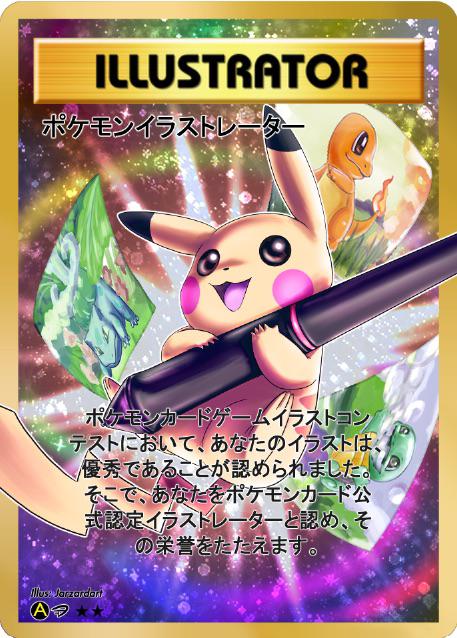 ILLUSTRATOR
ポケモンイラストレーター
ポケモンカードゲームイラストコン
テストにおいて、あなたのイラストは、
優秀であることが認められました。
そこで、あなたをポケモンカード公
式認定イラストレーターと認め、そ
の栄誉をたたえます。
Illus: Jarzardart
A ★★